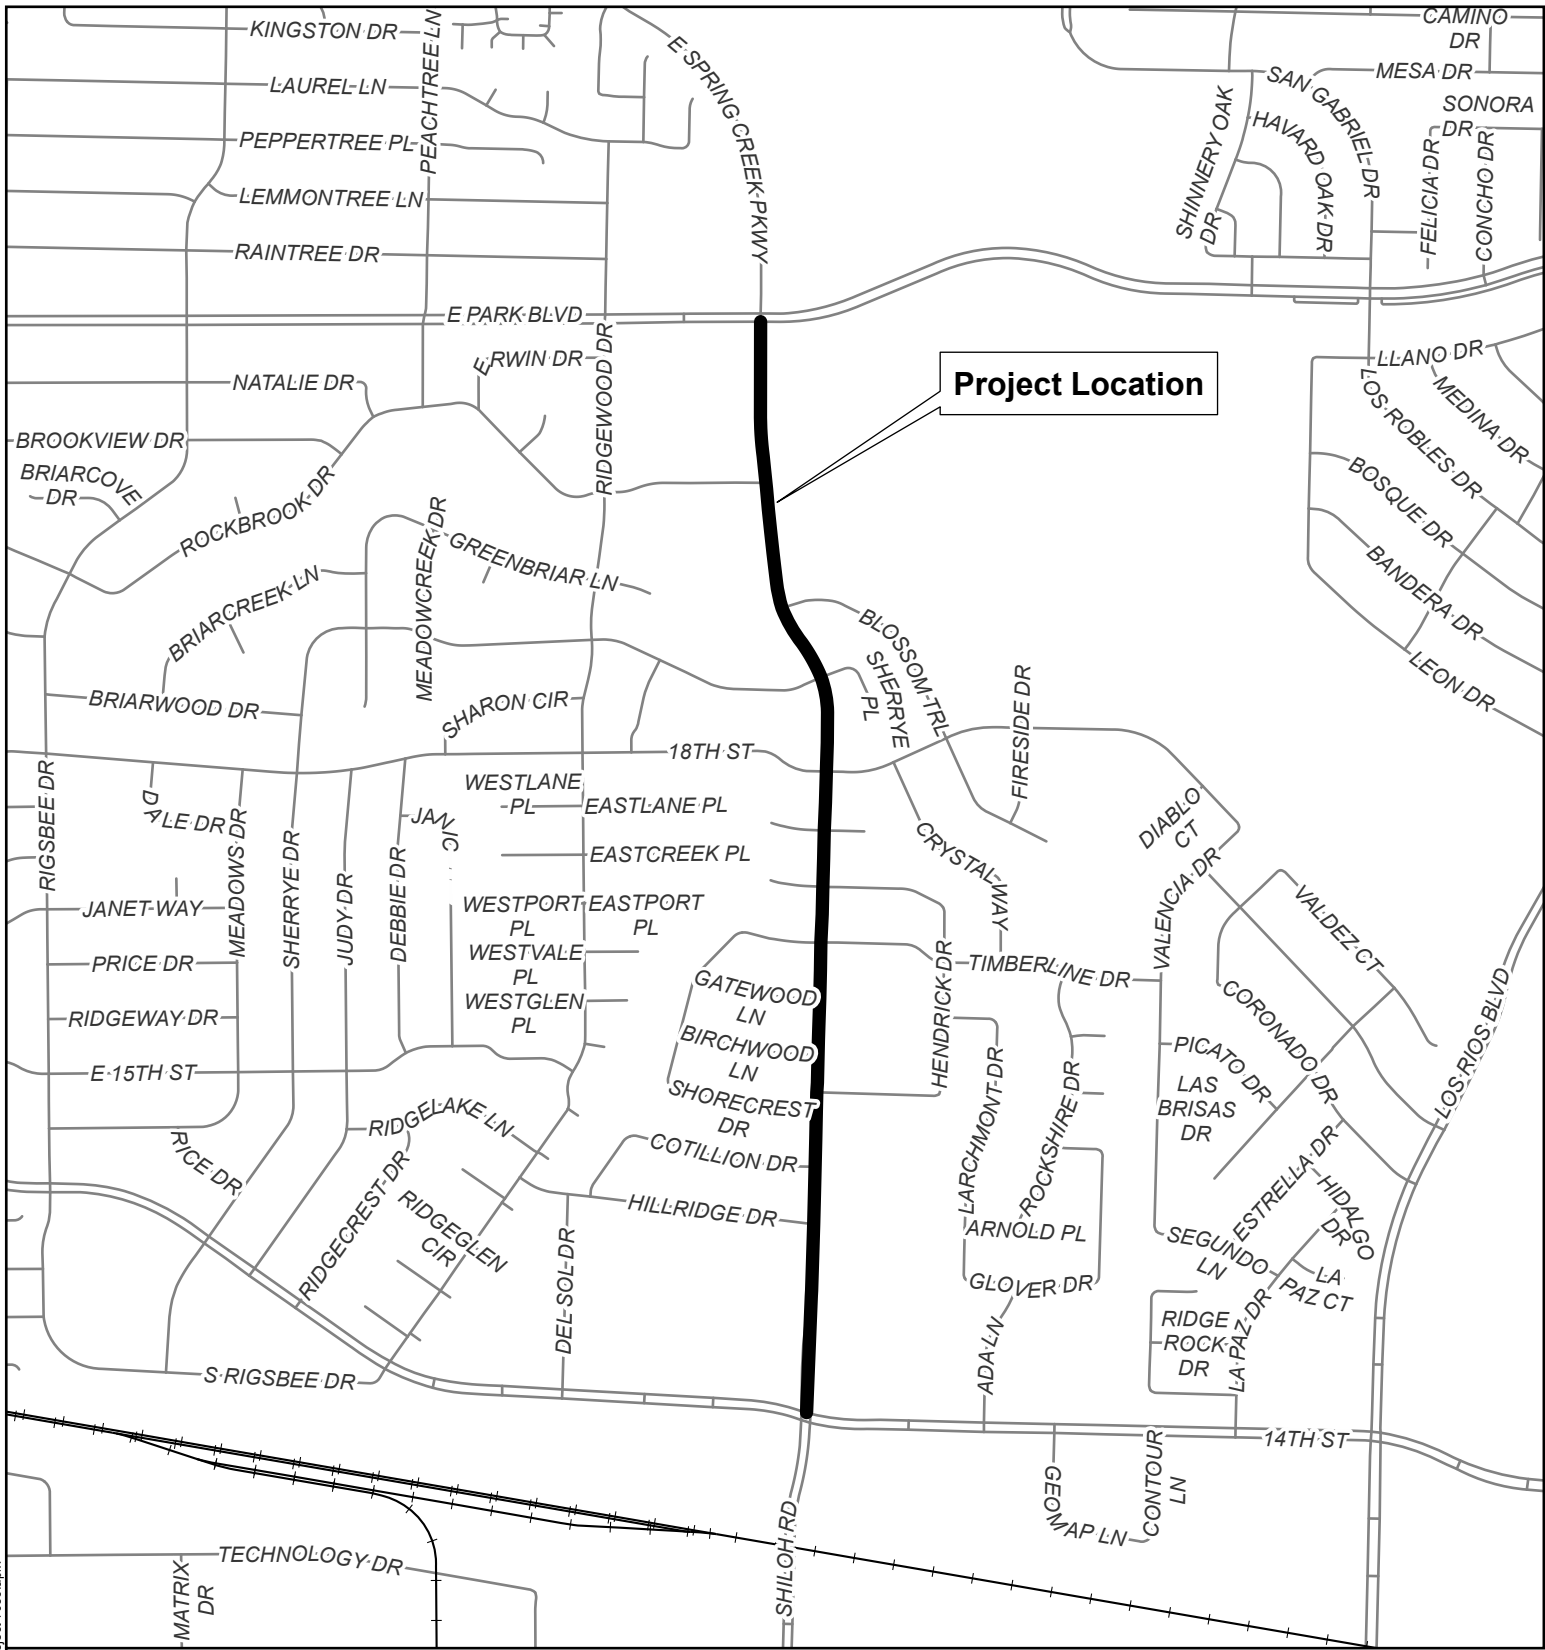 KINGSTON DR
PEACHTREE LN
E SPRING CREEK PKWY
CAMINO
DR
MESA DR
LAUREL LN
SAN GABRIEL DR
SONORA
DR
SHINNERY OAK
DR
HAVARD OAK DR
FELICIA DR
CONCHO DR
PEPPERTREE PL
LEMMONTREE LN
RAINTREE DR
E PARK BLVD
RIDGEWOOD DR
ERWIN DR
NATALIE DR
Project Location
LLANO DR
LOS ROBLES DR
MEDINA DR
BROOKVIEW DR
BRIARCOVE
DR
ROCKBROOK DR
MEADOWCREEK DR
GREENBRIAR LN
BOSQUE DR
BANDERA DR
BRIARCREEK LN
LEON DR
BLOSSOM TRL
SHERRYE
PL
FIRESIDE DR
BRIARWOOD DR
SHARON CIR
18TH ST
RIGSBEE DR
DALE DR
MEADOWS DR
SHERRYE DR
JUDY DR
DEBBIE DR
JANIC
WESTLANE
PL
EASTLANE PL
EASTCREEK PL
DIABLO
CT
CRYSTAL WAY
VALENCIA DR
VALDEZ CT
JANET WAY
WESTPORT
PL
EASTPORT
PL
WESTVALE
PL
WESTGLEN
PL
PRICE DR
RIDGEWAY DR
E 15TH ST
GATEWOOD
LN
BIRCHWOOD
LN
SHORECREST
DR
HENDRICK DR
TIMBERLINE DR
CORONADO DR
LOS RIOS BLVD
PICATO DR
LAS
BRISAS
DR
LARCHMONT DR
ROCKSHIRE DR
RIDGELAKE LN
RICE DR
COTILLION DR
RIDGECREST DR
RIDGEGLEN
CIR
HILLRIDGE DR
DEL SOL DR
ARNOLD PL
ESTRELLA DR
HIDALGO
DR
SEGUNDO
LN
GLOVER DR
LA
PAZ CT
LA PAZ DR
RIDGE
ROCK
DR
ADA LN
S RIGSBEE DR
14TH ST
CONTOUR
LN
GEOMAP LN
SHILOH RD
TECHNOLOGY DR
MATRIX
DR